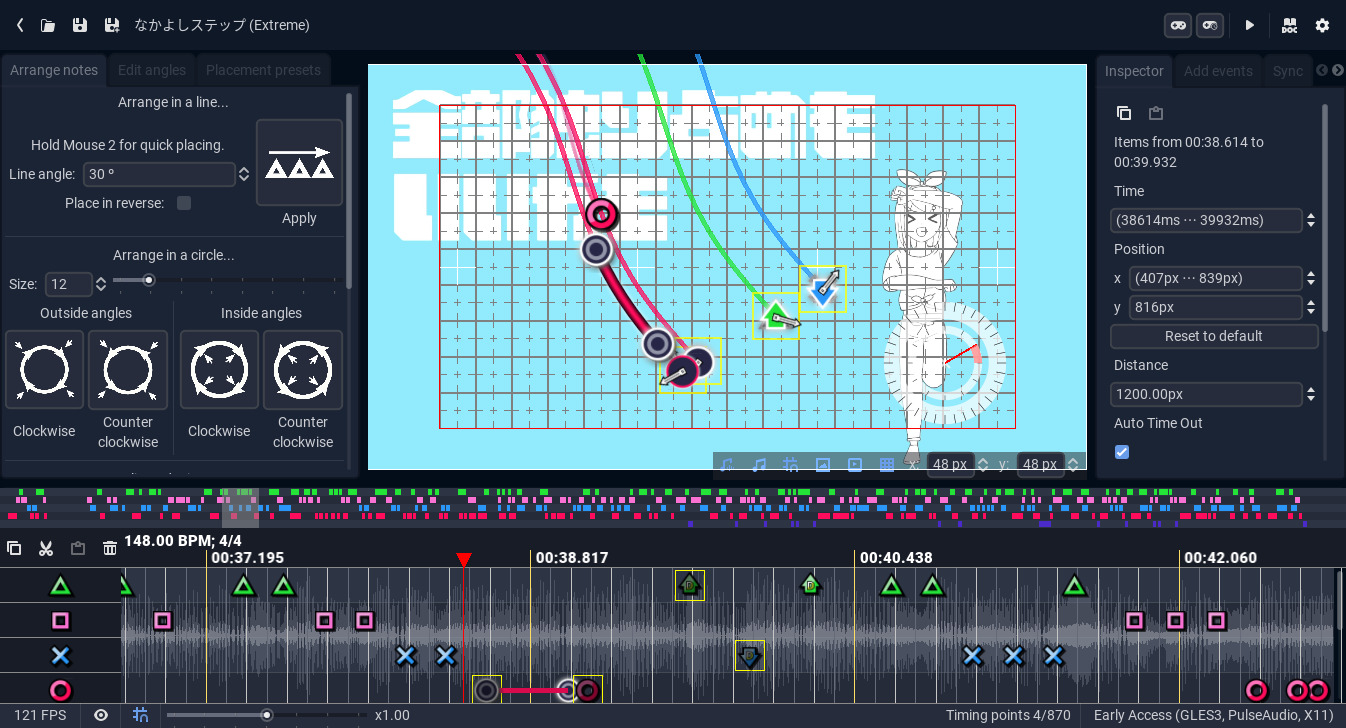 なかよしステップ (Extreme)
DOC
Arrange notes
Edit angles
Placement presets
Inspector
Add events
Sync
Arrange in a line...
Hold Mouse 2 for quick placing.
Line angle:
30 º
Place in reverse:
Apply
Arrange in a circle...
Size:
12
Outside angles
Inside angles
Clockwise
Counter clockwise
Clockwise
Counter clockwise
Items from 00:38.614 to
00:39.932
Time
(38614ms ··· 39932ms)
Position
x
(407px ··· 839px)
y
816px
Reset to default
Distance
1200.00px
Auto Time Out
x:
48 px
y:
48 px
148.00 BPM; 4/4
00:37.195
00:38.817
00:40.438
00:42.060
121 FPS
x1.00
Timing points 4/870
Early Access (GLES3, PulseAudio, X11)